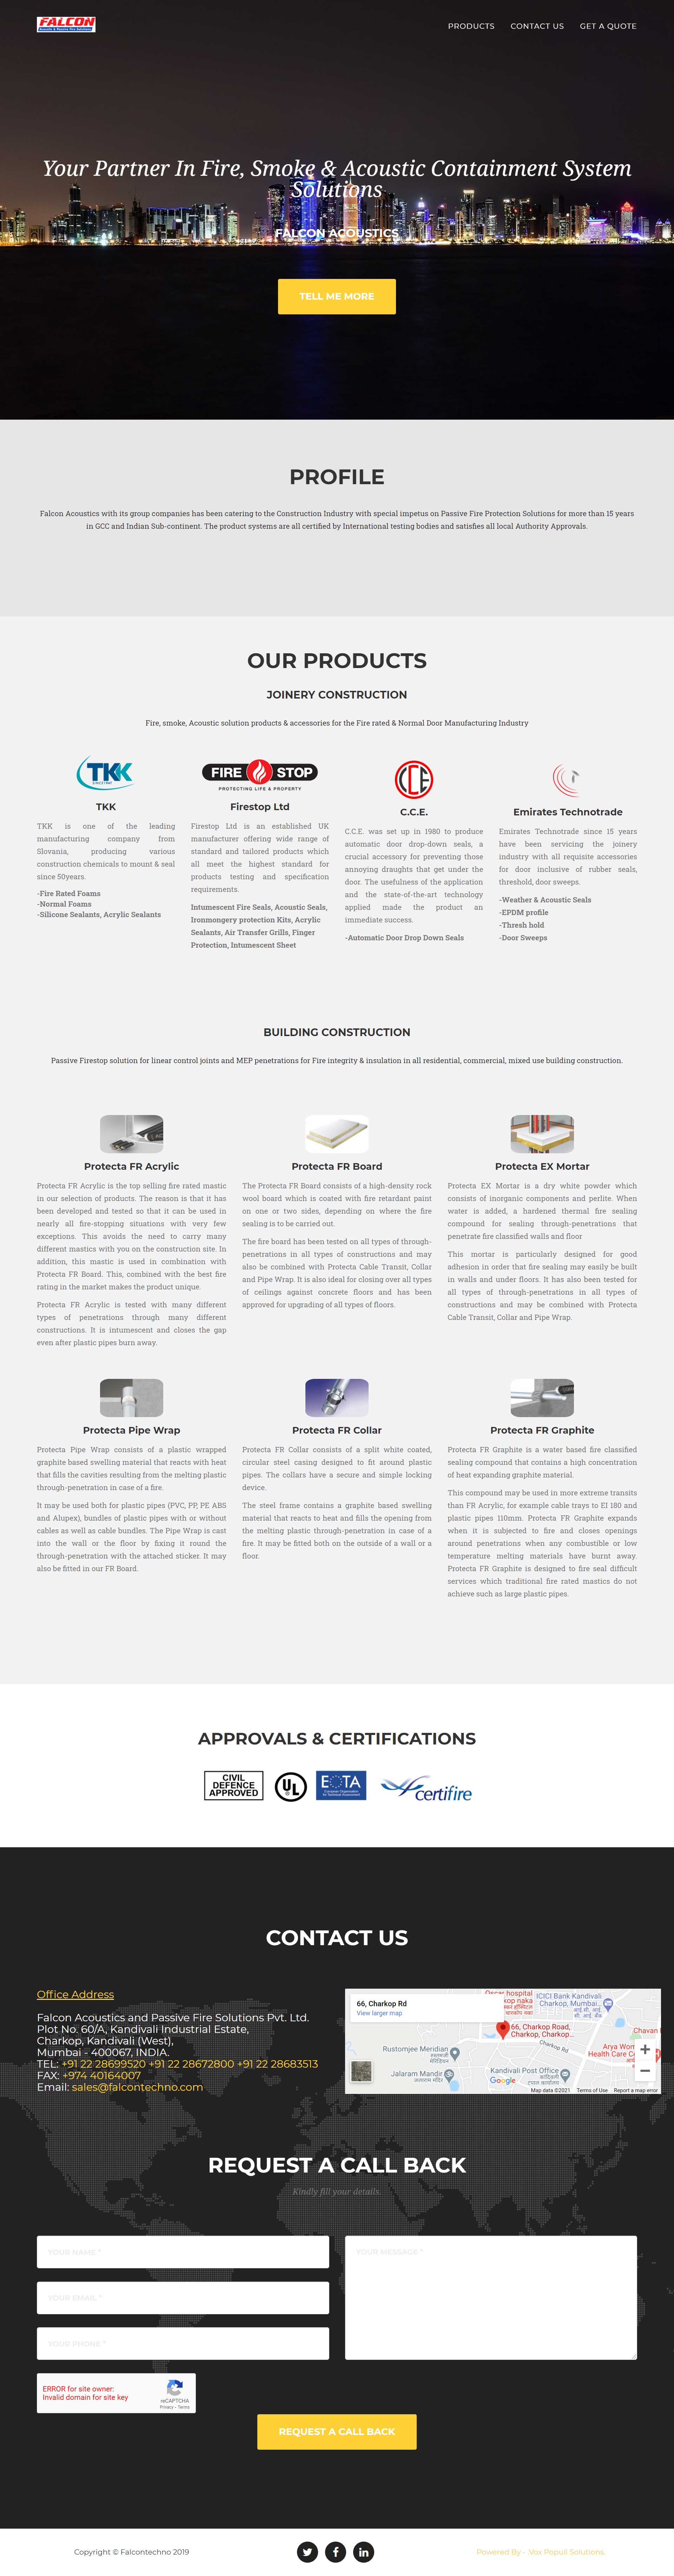 FALCON
Acoustic & Passive Fire Solutions
PRODUCTS CONTACT US GET A QUOTE
Your Partner In Fire, Smoke & Acoustic Containment System
Solutions
FALCON ACOUSTICS
TELL ME MORE
PROFILE
Falcon Acoustics with its group companies has been catering to the Construction Industry with special impetus on Passive Fire Protection Solutions for more than 15 years
in GCC and Indian Sub-continent. The product systems are all certified by International testing bodies and satisfies all local Authority Approvals.
OUR PRODUCTS
JOINERY CONSTRUCTION
Fire, smoke, Acoustic solution products & accessories for the Fire rated & Normal Door Manufacturing Industry
TKK
TKK
TKK is one of the leading
manufacturing company from
Slovania, producing various
construction chemicals to mount & seal
since 50years.
-Fire Rated Foams
-Normal Foams
-Silicone Sealants, Acrylic Sealants
FIRE STOP
PROTECTING LIFE & PROPERTY
Firestop Ltd
Firestop Ltd is an established UK
manufacturer offering wide range of
standard and tailored products which
all meet the highest standard for
products testing and specification
requirements.
Intumescent Fire Seals, Acoustic Seals,
Ironmongery protection Kits, Acrylic
Sealants, Air Transfer Grills, Finger
Protection, Intumescent Sheet
CCE
C.C.E.
C.C.E. was set up in 1980 to produce
automatic door drop-down seals, a
crucial accessory for preventing those
annoying draughts that get under the
door. The usefulness of the application
and the state-of-the-art technology
applied made the product an
immediate success.
-Automatic Door Drop Down Seals
Emirates Technotrade
Emirates Technotrade since 15 years
have been servicing the joinery
industry with all requisite accessories
for door inclusive of rubber seals,
threshold, door sweeps.
-Weather & Acoustic Seals
-EPDM profile
-Thresh hold
-Door Sweeps
BUILDING CONSTRUCTION
Passive Firestop solution for linear control joints and MEP penetrations for Fire integrity & insulation in all residential, commercial, mixed use building construction.
Protecta FR Acrylic
Protecta FR Acrylic is the top selling fire rated mastic
in our selection of products. The reason is that it has
been developed and tested so that it can be used in
nearly all fire-stopping situations with very few
exceptions. This avoids the need to carry many
different mastics with you on the construction site. In
addition, this mastic is used in combination with
Protecta FR Board. This, combined with the best fire
rating in the market makes the product unique.
Protecta FR Acrylic is tested with many different
types of penetrations through many different
constructions. It is intumescent and closes the gap
even after plastic pipes burn away.
Protecta FR Board
The Protecta FR Board consists of a high-density rock
wool board which is coated with fire retardant paint
on one or two sides, depending on where the fire
sealing is to be carried out.
The fire board has been tested on all types of through-
penetrations in all types of constructions and may
also be combined with Protecta Cable Transit, Collar
and Pipe Wrap. It is also ideal for closing over all types
of ceilings against concrete floors and has been
approved for upgrading of all types of floors.
Protecta EX Mortar
Protecta EX Mortar is a dry white powder which
consists of inorganic components and perlite. When
water is added, a hardened thermal fire sealing
compound for sealing through-penetrations that
penetrate fire classified walls and floor
This mortar is particularly designed for good
adhesion in order that fire sealing may easily be built
in walls and under floors. It has also been tested for
all types of through-penetrations in all types of
constructions and may be combined with Protecta
Cable Transit, Collar and Pipe Wrap.
Protecta Pipe Wrap
Protecta Pipe Wrap consists of a plastic wrapped
graphite based swelling material that reacts with heat
that fills the cavities resulting from the melting plastic
through-penetration in case of a fire.
It may be used both for plastic pipes (PVC, PP, PE ABS
and Alupex), bundles of plastic pipes with or without
cables as well as cable bundles. The Pipe Wrap is cast
into the wall or the floor by fixing it round the
through-penetration with the attached sticker. It may
also be fitted in our FR Board.
Protecta FR Collar
Protecta FR Collar consists of a split white coated,
circular steel casing designed to fit around plastic
pipes. The collars have a secure and simple locking
device.
The steel frame contains a graphite based swelling
material that reacts to heat and fills the opening from
the melting plastic through-penetration in case of a
fire. It may be fitted both on the outside of a wall or a
floor.
Protecta FR Graphite
Protecta FR Graphite is a water based fire classified
sealing compound that contains a high concentration
of heat expanding graphite material.
This compound may be used in more extreme transits
than FR Acrylic, for example cable trays to EI 180 and
plastic pipes 110mm. Protecta FR Graphite expands
when it is subjected to fire and closes openings
around penetrations when any combustible or low
temperature melting materials have burnt away.
Protecta FR Graphite is designed to fire seal difficult
services which traditional fire rated mastics do not
achieve such as large plastic pipes.
APPROVALS & CERTIFICATIONS
CIVIL
DEFENCE
APPROVED
UL
EOTA
certifire
CONTACT US
Office Address
Falcon Acoustics and Passive Fire Solutions Pvt. Ltd.
Plot No. 60/A, Kandivali Industrial Estate,
Charkop, Kandivali (West),
Mumbai - 400067, INDIA.
TEL: +91 22 28699520 +91 22 28672800 +91 22 28683513
FAX: +974 40164007
Email: sales@falcontechno.com
66, Charkop Rd
View larger map
ICICI Bank Kandivali
Charkop, Mumbai...
66, Charkop Road,
Charkop, Charkop...
Chavan
Rustomjee Meridian
Charkop Rd
Arya Wom
Health Care C
Jalaram Mandir
जलाराम मंदिर
Kandivali Post Office
Google
Map data ©2021 Terms of Use Report a map error
REQUEST A CALL BACK
Kindly fill your details.
YOUR NAME *
YOUR EMAIL *
YOUR PHONE *
YOUR MESSAGE *
ERROR for site owner:
Invalid domain for site key
reCAPTCHA
Privacy - Terms
REQUEST A CALL BACK
Copyright © Falcontechno 2019
Powered By - .Vox Populi Solutions.